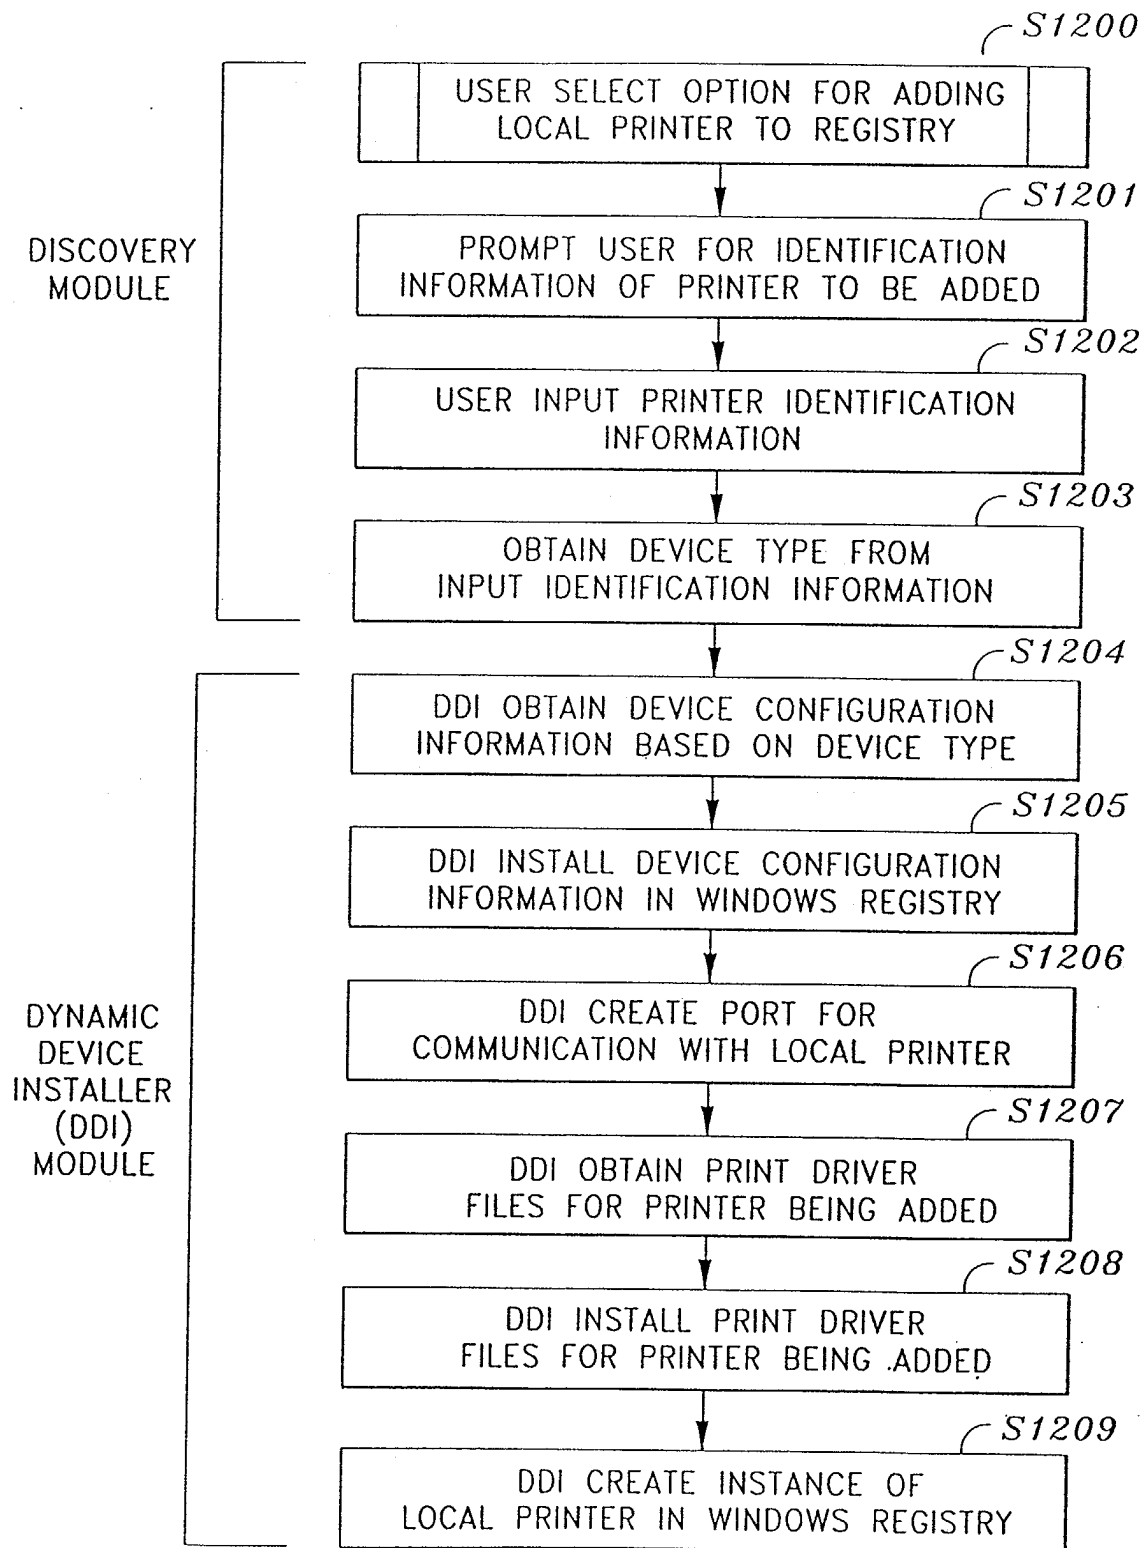 S1200
USER SELECT OPTION FOR ADDING
LOCAL PRINTER TO REGISTRY
S1201
PROMPT USER FOR IDENTIFICATION
INFORMATION OF PRINTER TO BE ADDED
DISCOVERY
MODULE
S1202
USER INPUT PRINTER IDENTIFICATION
INFORMATION
S1203
OBTAIN DEVICE TYPE FROM
INPUT IDENTIFICATION INFORMATION
S1204
DDI OBTAIN DEVICE CONFIGURATION
INFORMATION BASED ON DEVICE TYPE
S1205
DDI INSTALL DEVICE CONFIGURATION
INFORMATION IN WINDOWS REGISTRY
S1206
DDI CREATE PORT FOR
COMMUNICATION WITH LOCAL PRINTER
DYNAMIC
DEVICE
INSTALLER
(DDI)
MODULE
S1207
DDI OBTAIN PRINT DRIVER
FILES FOR PRINTER BEING ADDED
S1208
DDI INSTALL PRINT DRIVER
FILES FOR PRINTER BEING ADDED
S1209
DDI CREATE INSTANCE OF
LOCAL PRINTER IN WINDOWS REGISTRY